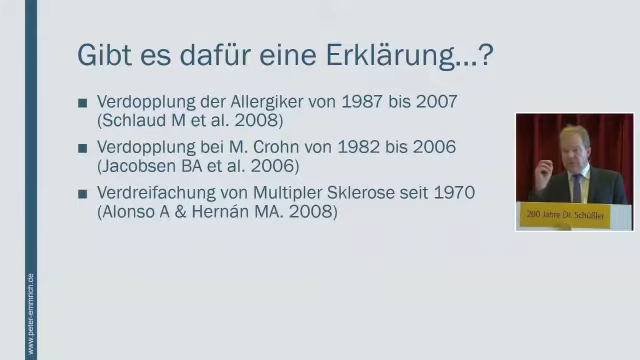 Gibt es dafür eine Erklärung...?
■ Verdopplung der Allergiker von 1987 bis 2007
(Schlaud M et al. 2008)
■ Verdopplung bei M. Crohn von 1982 bis 2006
(Jacobsen BA et al. 2006)
■ Verdreifachung von Multipler Sklerose seit 1970
(Alonso A & Hernán MA. 2008)
200 Jahre Dr. Schüßler
www.peter-emmrich.de